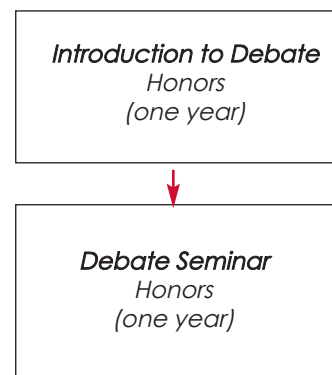 Introduction to Debate
Honors
(one year)
Debate Seminar
Honors
(one year)